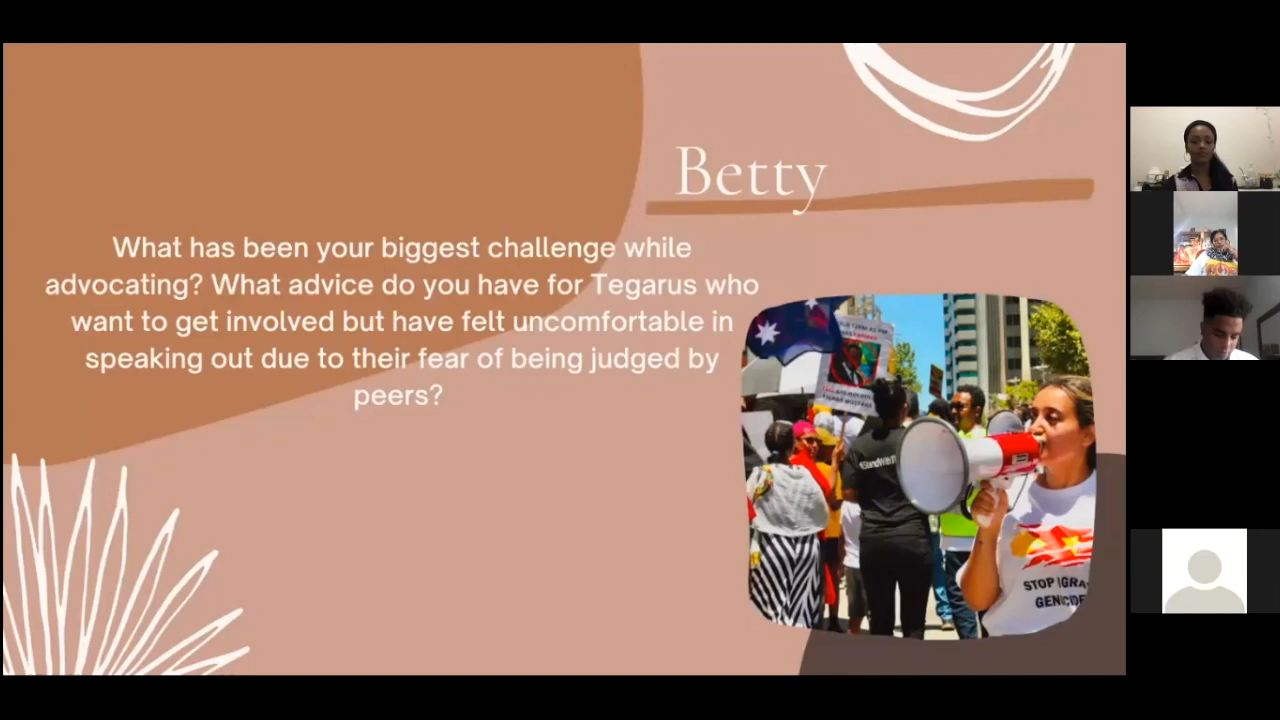 Betty
What has been your biggest challenge while
advocating? What advice do you have for Tegarus who
want to get involved but have felt uncomfortable in
speaking out due to their fear of being judged by
peers?
STOP
GENICIDE